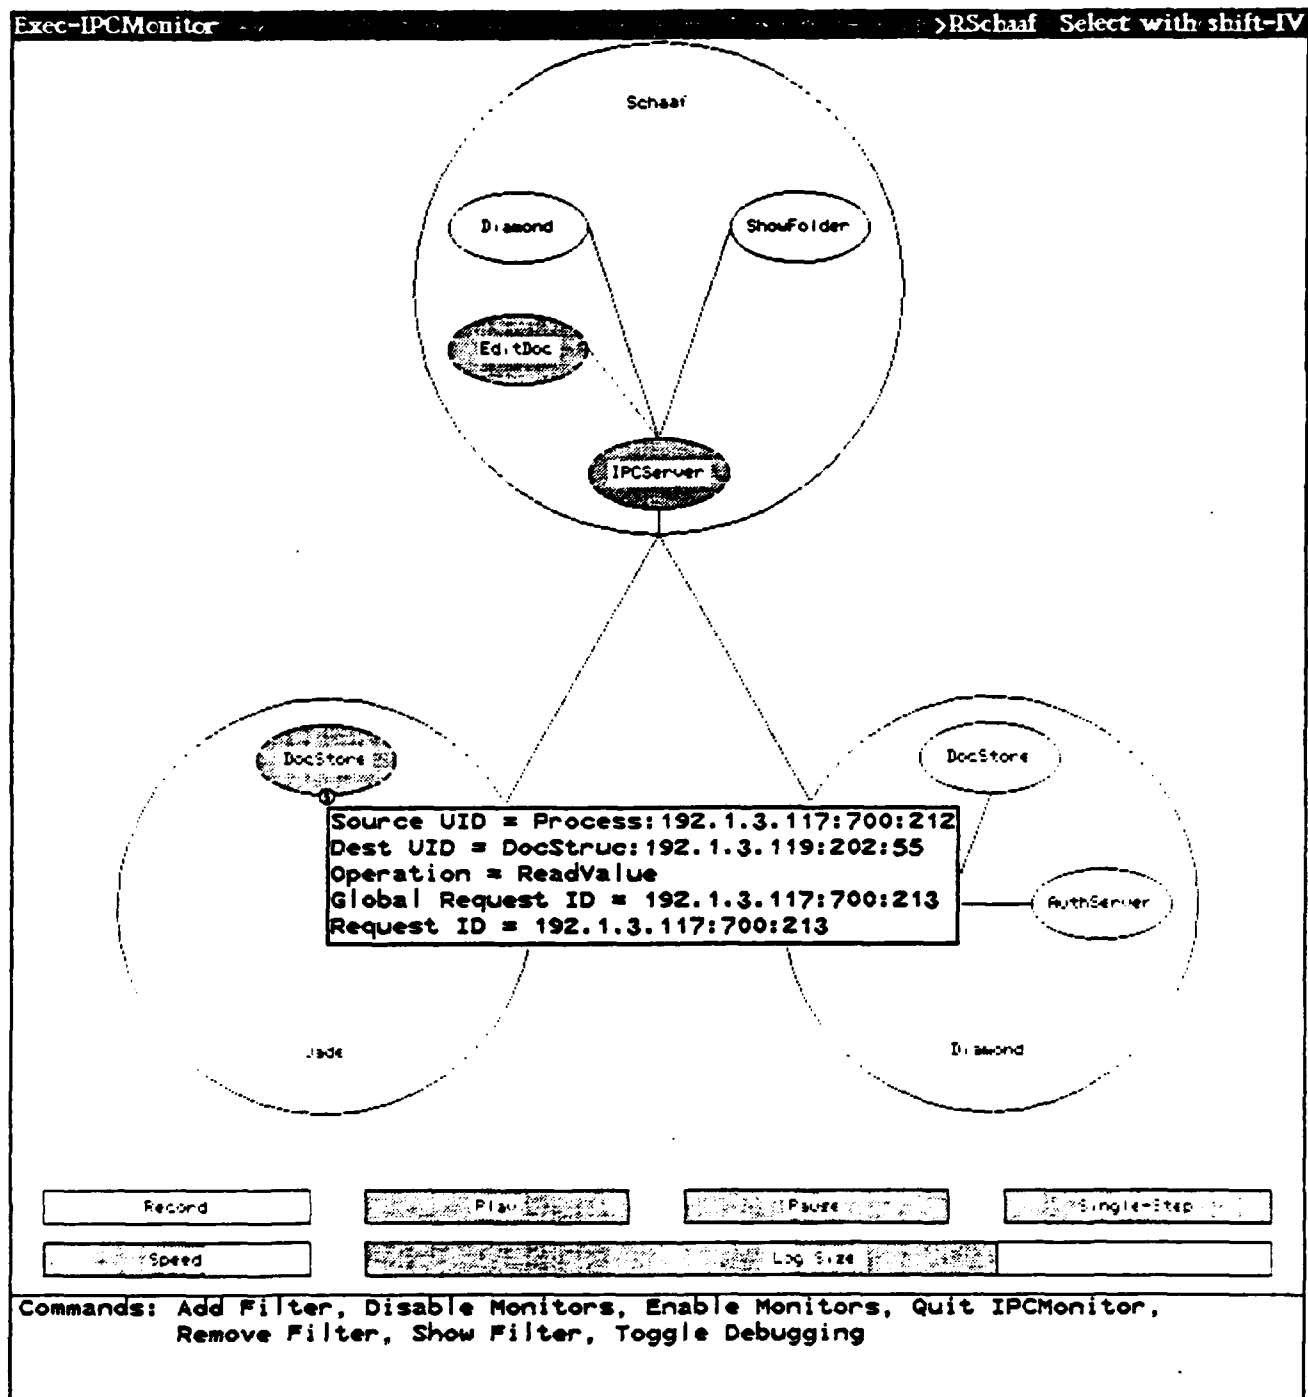 Exec-IPCMonitor >RSchaaf Select with shift-IV
Schaaf
Diamond
ShowFolder
EditDoc
IPCServer
DocStore
DocStore
Source UID = Process:192.1.3.117:700:212
Dest UID = DocStruc:192.1.3.119:202:55
Operation = ReadValue
Global Request ID = 192.1.3.117:700:213
Request ID = 192.1.3.117:700:213
AuthServer
Jade
Diamond
Record
Play
Pause
Single-Step
Speed
Log Size
Commands: Add Filter, Disable Monitors, Enable Monitors, Quit IPCMonitor,
Remove Filter, Show Filter, Toggle Debugging